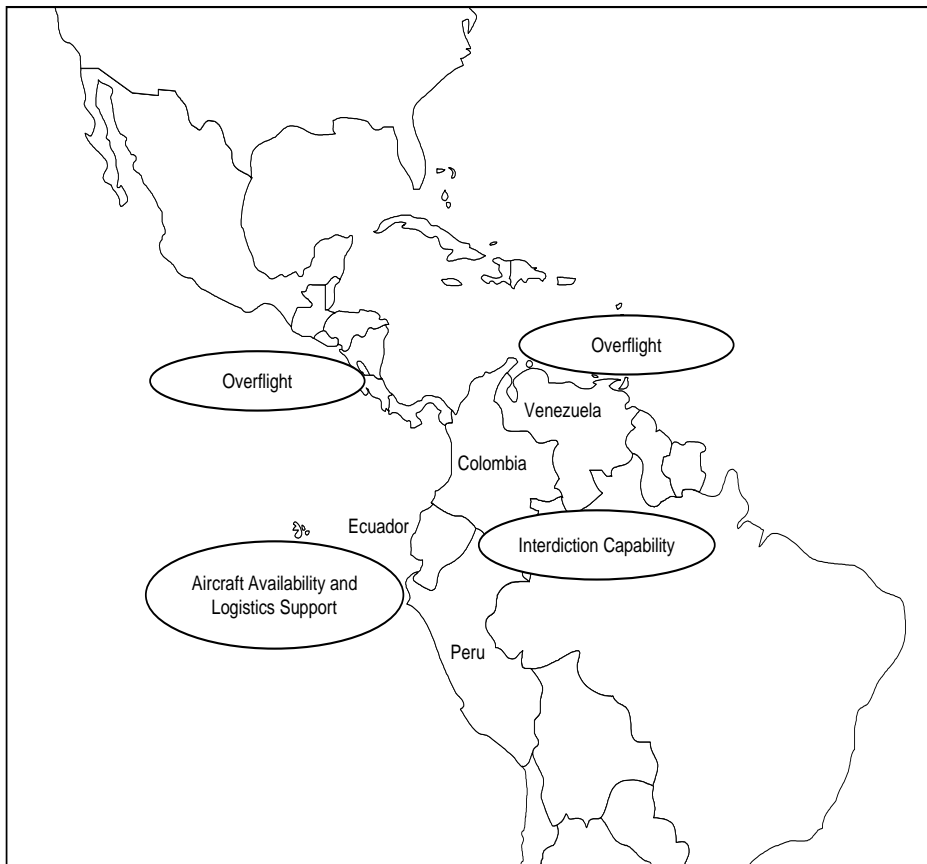 Overflight
Overflight
Venezuela
Colombia
Ecuador
Interdiction Capability
Aircraft Availability and
Logistics Support
Peru